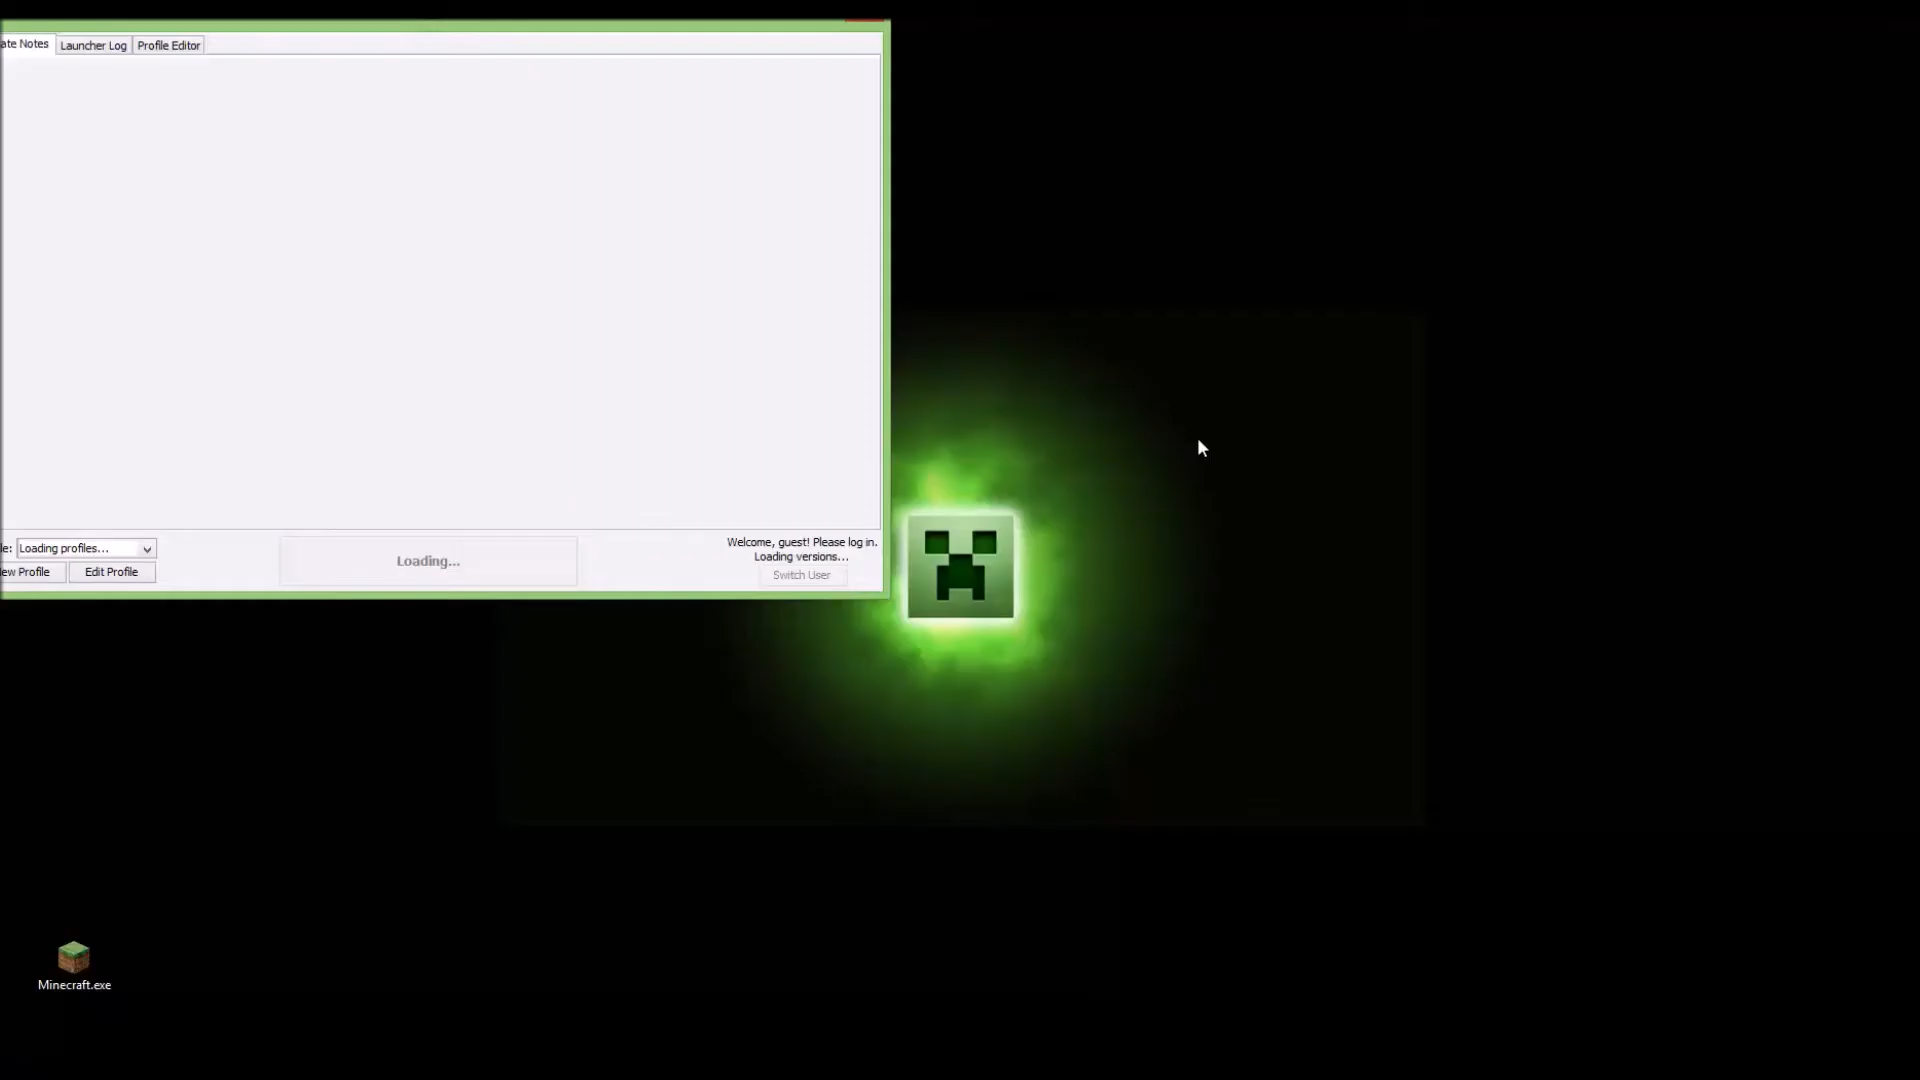 ate Notes
Launcher Log
Profile Editor
le:
Loading profiles...
ew Profile
Edit Profile
Loading...
Welcome, guest! Please log in.
Loading versions...
Switch User
Minecraft.exe